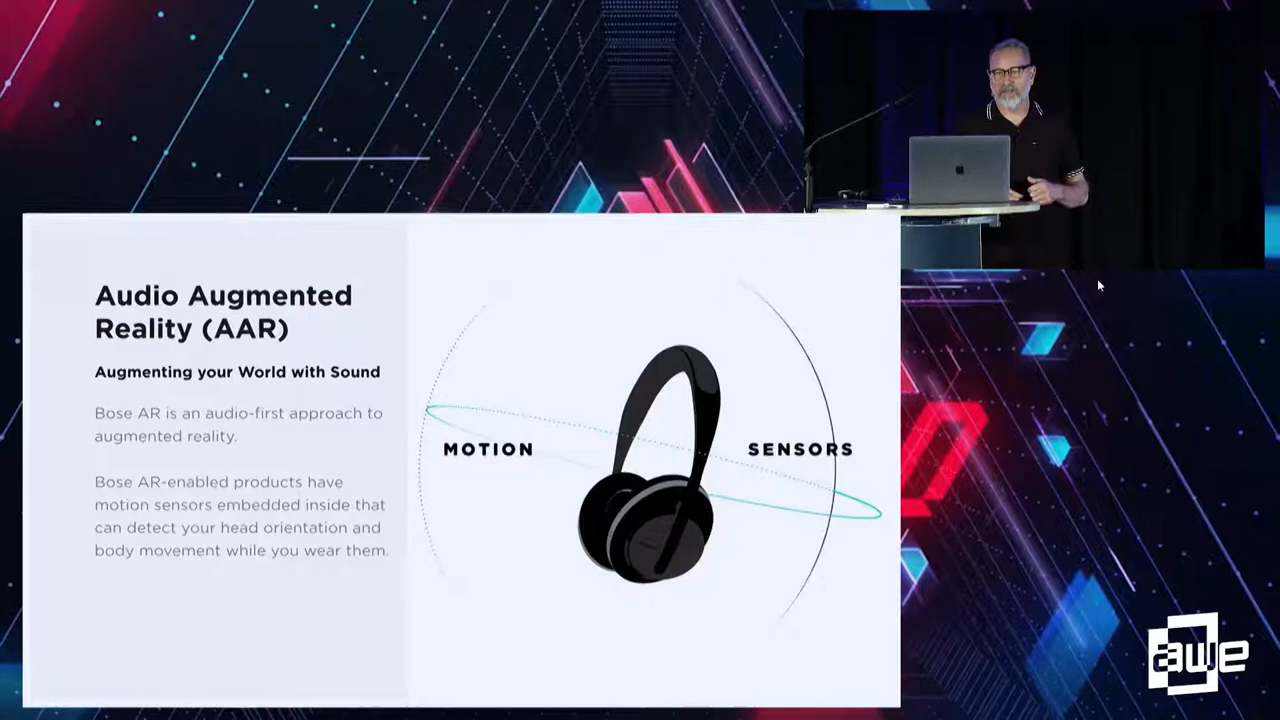 Audio Augmented
Reality (AAR)
Augmenting your World with Sound
Bose AR is an audio-first approach to
augmented reality.
Bose AR-enabled products have
motion sensors embedded inside that
can detect your head orientation and
body movement while you wear them.
MOTION
SENSORS
awe